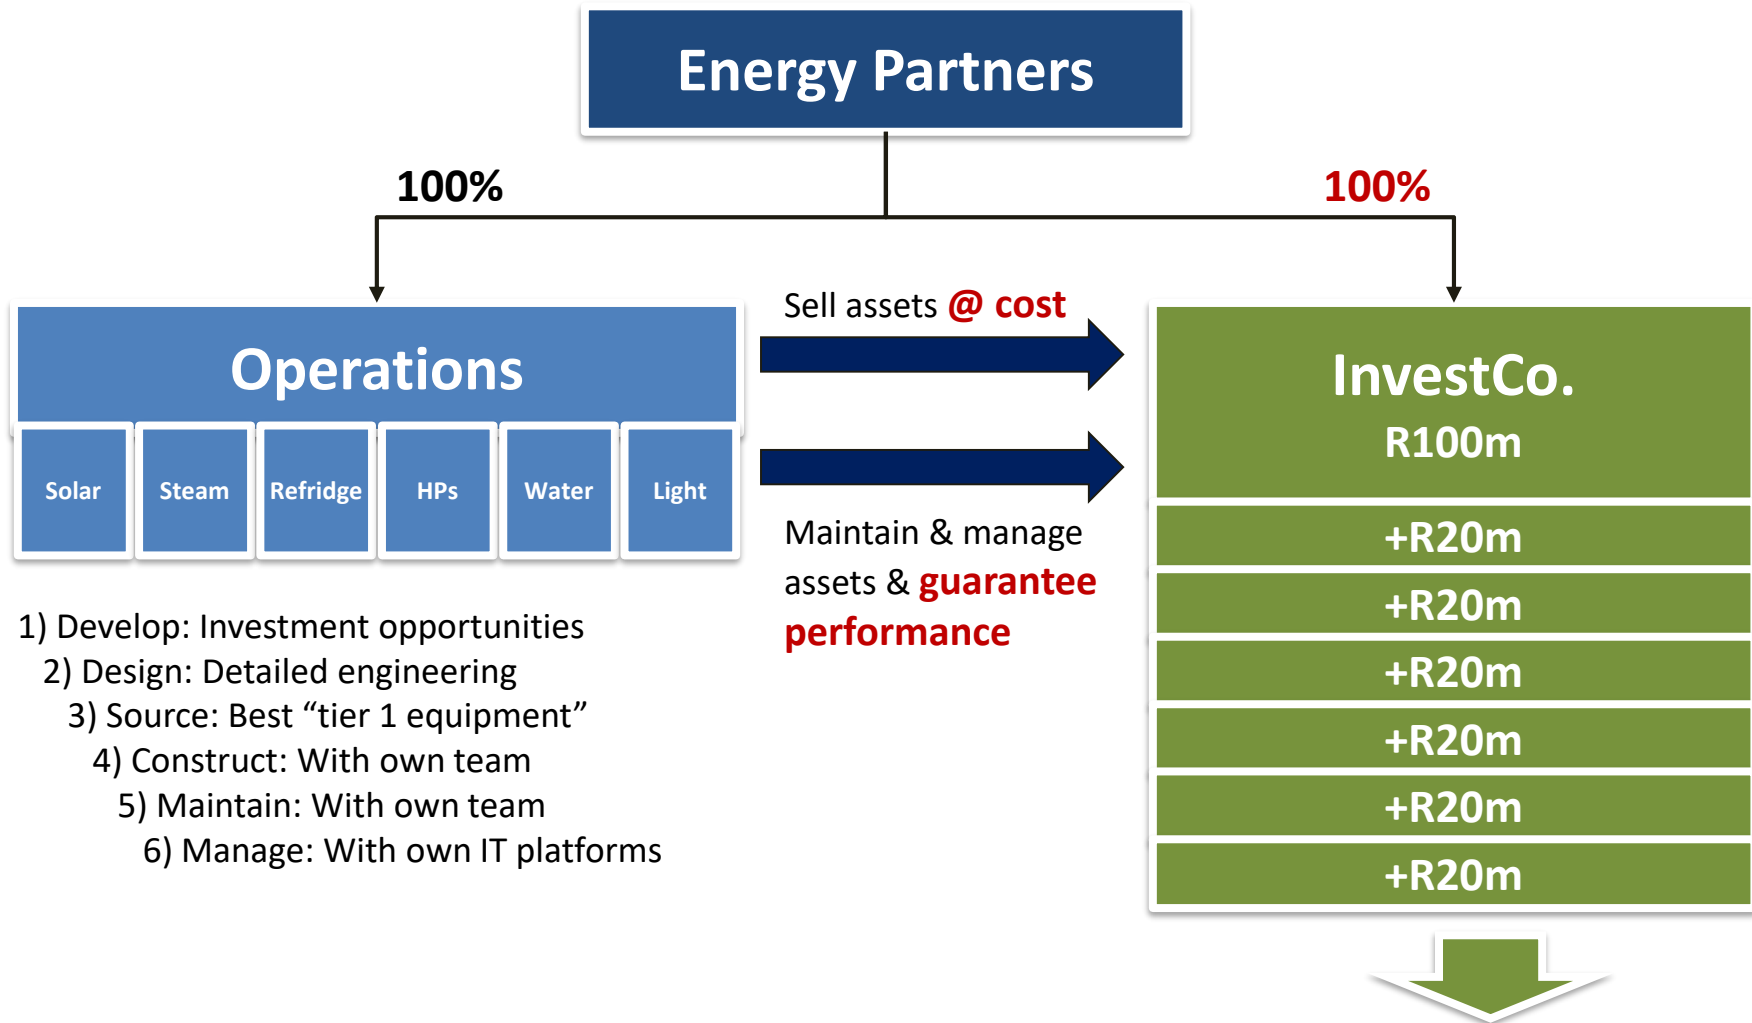 Energy Partners
100%
100%
Operations
Solar
Steam
Refridge
HPs
Water
Light
Sell assets @ cost
Maintain & manage
assets & guarantee
performance
InvestCo.
R100m
+R20m
+R20m
+R20m
+R20m
+R20m
+R20m
1) Develop: Investment opportunities
2) Design: Detailed engineering
3) Source: Best “tier 1 equipment”
4) Construct: With own team
5) Maintain: With own team
6) Manage: With own IT platforms